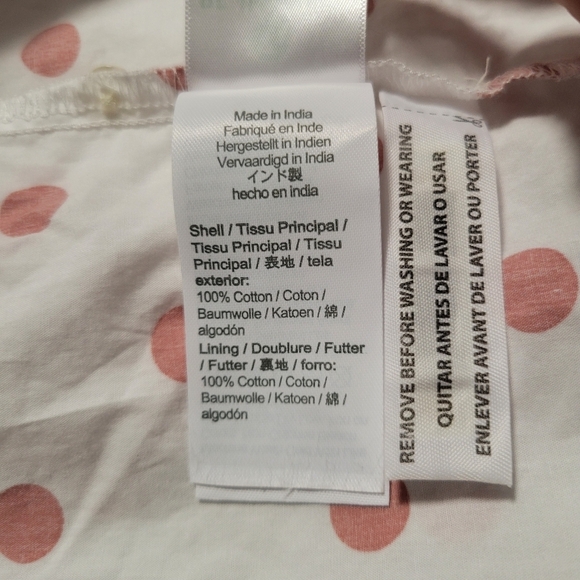 Made in India
Fabriqué en Inde
Hergestellt in Indien
Vervaardigd in India
インド製
hecho en india
Shell / Tissu Principal /
Tissu Principal / Tissu
Principal / 表地 / tela
exterior:
100% Cotton / Coton /
Baumwolle / Katoen / 綿 /
algodón
Lining / Doublure / Futter
/ Futter / 裏地 / forro:
100% Cotton / Coton /
Baumwolle / Katoen / 綿 /
algodón
REMOVE BEFORE WASHING OR WEARING
QUITAR ANTES DE LAVAR O USAR
ENLEVER AVANT DE LAVER OU PORTER